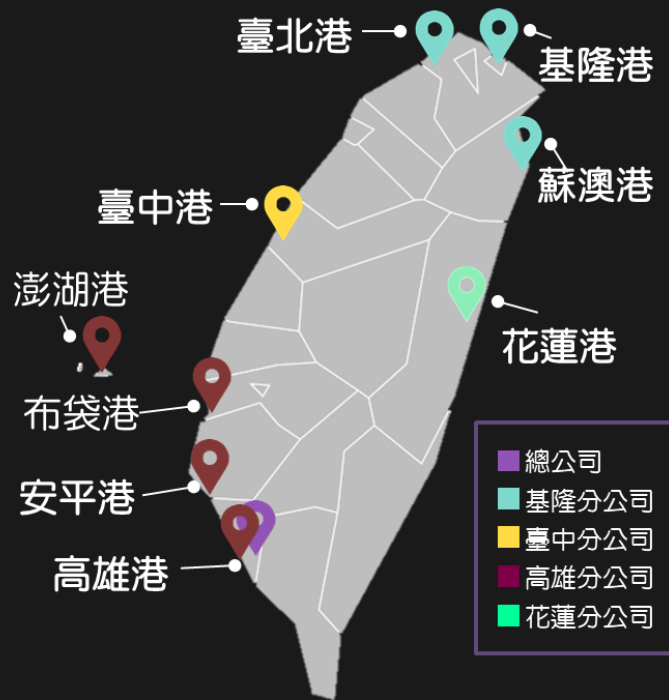 臺北港
基隆港
蘇澳港
臺中港
澎湖港
花蓮港
布袋港
安平港
高雄港
總公司
基隆分公司
臺中分公司
高雄分公司
花蓮分公司